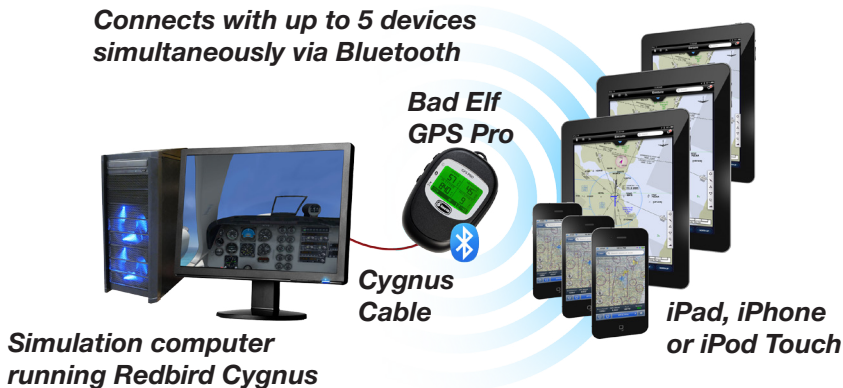 Connects with up to 5 devices
simultaneously via Bluetooth
Bad Elf
GPS Pro
Cygnus
Cable
Simulation computer
running Redbird Cygnus
iPad, iPhone
or iPod Touch